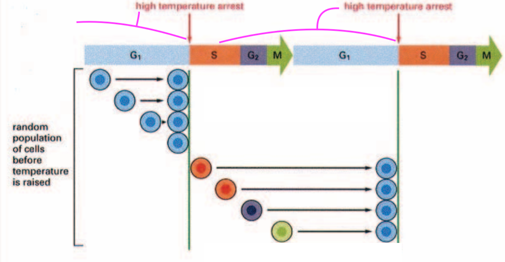 high temperature arrest
high temperature arrest
G₁ S G₂ M G₁ S G₂ M
random
population
of cells
before
temperature
is raised